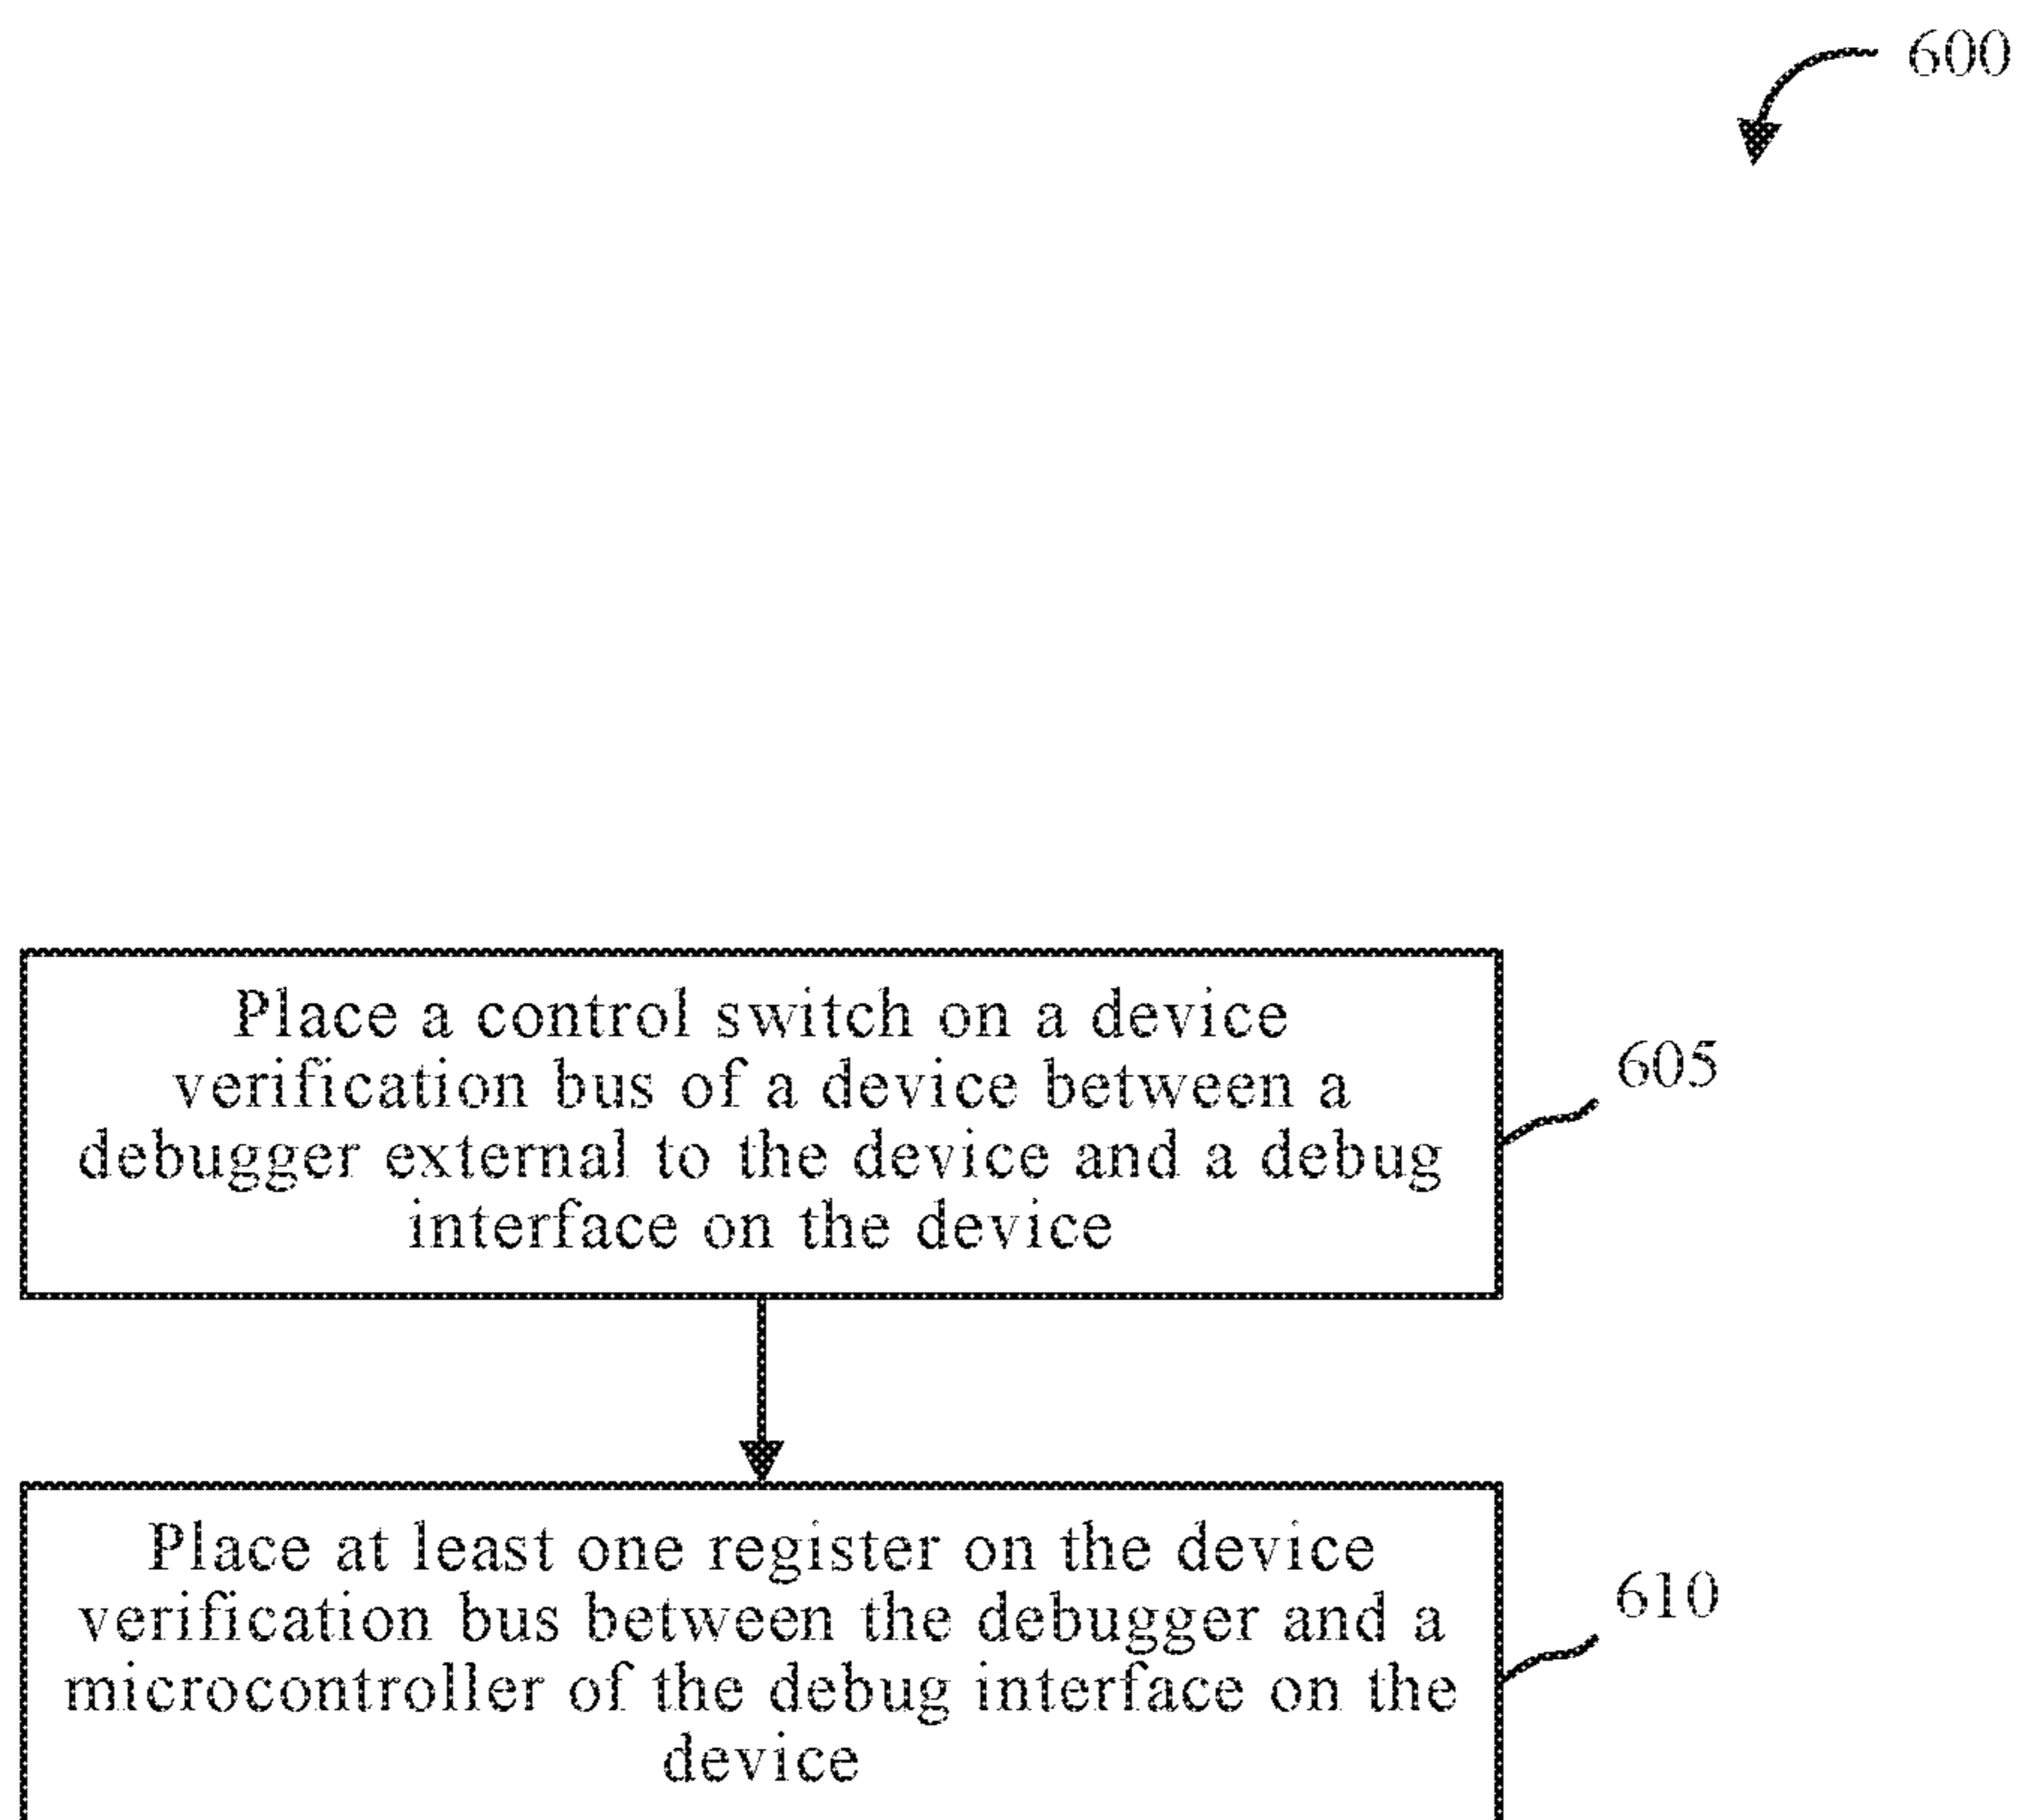 600
Place a control switch on a device
verification bus of a device between a
debugger external to the device and a debug
interface on the device
605
Place at least one register on the device
verification bus between the debugger and a
microcontroller of the debug interface on the
device
610